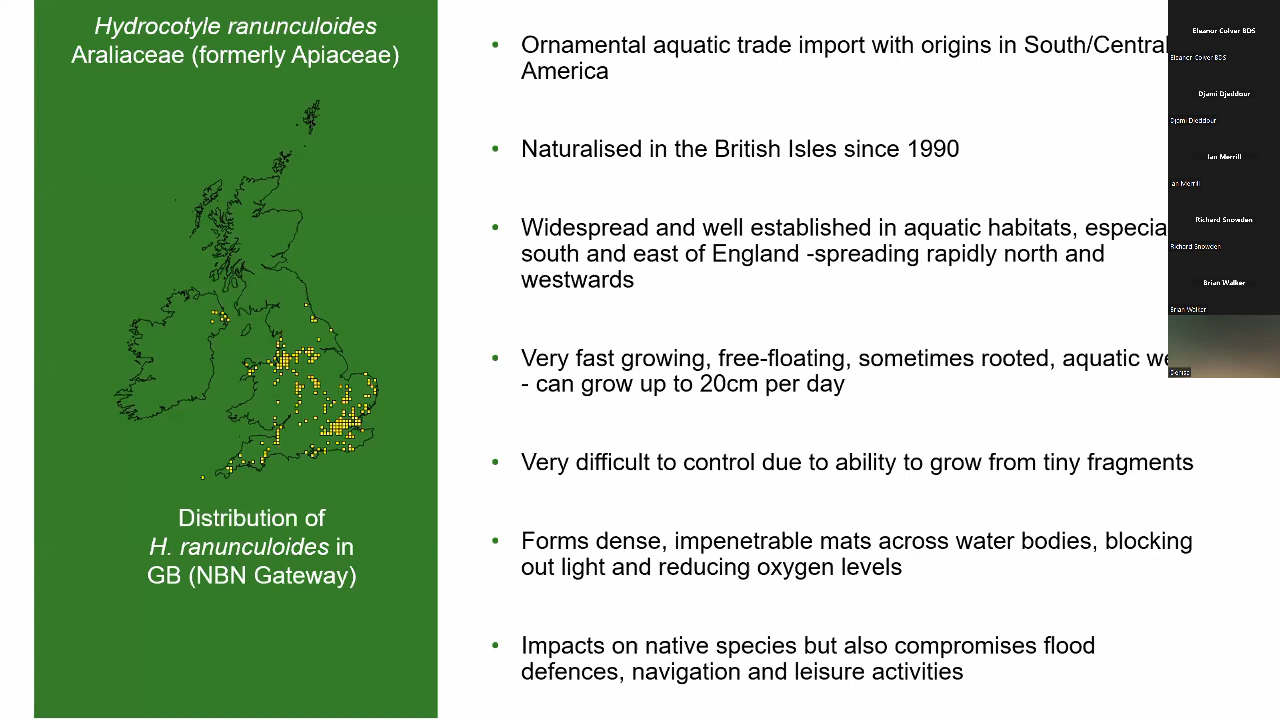 Hydrocotyle ranunculoides
Araliaceae (formerly Apiaceae)
Distribution of
H. ranunculoides in
GB (NBN Gateway)
• Ornamental aquatic trade import with origins in South/Central
America
• Naturalised in the British Isles since 1990
• Widespread and well established in aquatic habitats,
south and east of England -spreading rapidly north and
westwards
• Very fast growing, free-floating, sometimes rooted, aquatic
- can grow up to 20cm per day
• Very difficult to control due to ability to grow from tiny fragments
• Forms dense, impenetrable mats across water bodies, blocking
out light and reducing oxygen levels
• Impacts on native species but also compromises flood
defences, navigation and leisure activities
Eleanor Colver BDS
Eleanor Colver BDS
Djami Djeddour
Djami Djeddour
Ian Merrill
Ian Merrill
Richard Snowden
Richard Snowden
Brian Walker
Brian Walker
Denise